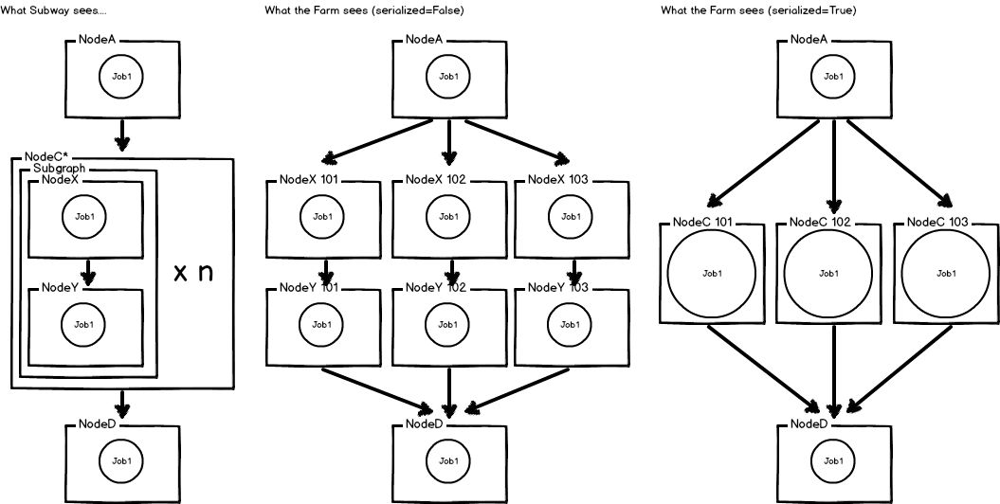 What Subway sees....
NodeA
Job1
NodeC*
Subgraph
NodeX
Job1
NodeY
Job1
x n
NodeD
Job1
What the Farm sees (serialized=False)
NodeA
Job1
NodeX 101
Job1
NodeX 102
Job1
NodeX 103
Job1
NodeY 101
Job1
NodeY 102
Job1
NodeY 103
Job1
NodeD
Job1
What the Farm sees (serialized=True)
NodeA
Job1
NodeC 101
Job1
NodeC 102
Job1
NodeC 103
Job1
NodeD
Job1